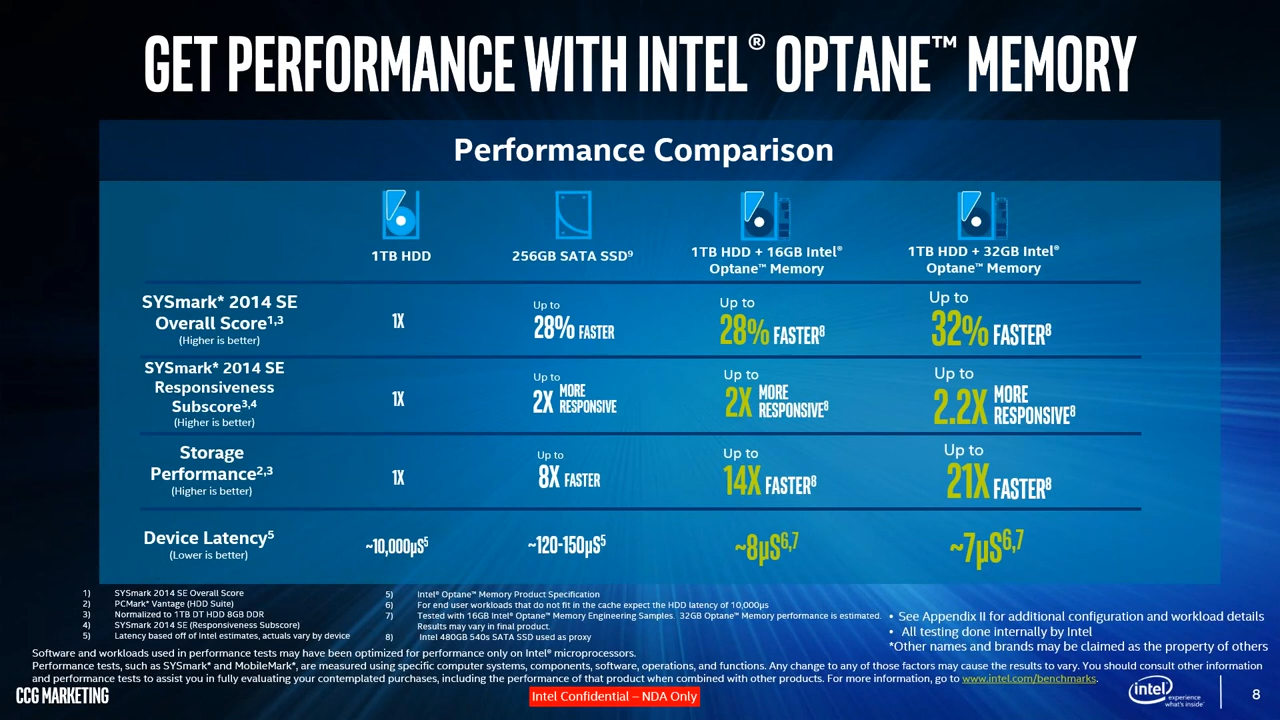 GET PERFORMANCE WITH INTEL® OPTANE™ MEMORY
Performance Comparison
1TB HDD
256GB SATA SSD⁹
1TB HDD + 16GB Intel®
Optane™ Memory
1TB HDD + 32GB Intel®
Optane™ Memory
SYSmark* 2014 SE
Overall Score¹,³
(Higher is better)
1X
Up to
28% FASTER
Up to
28% FASTER⁸
Up to
32% FASTER⁸
SYSmark* 2014 SE
Responsiveness
Subscore³,⁴
(Higher is better)
1X
Up to
2X MORE
RESPONSIVE
Up to
2X MORE
RESPONSIVE⁸
Up to
2.2X MORE
RESPONSIVE⁸
Storage
Performance²,³
(Higher is better)
1X
Up to
8X FASTER
Up to
14X FASTER⁸
Up to
21X FASTER⁸
Device Latency⁵
(Lower is better)
~10,000µS⁵
~120-150µS⁵
~8µS⁶,⁷
~7µS⁶,⁷
1) SYSmark 2014 SE Overall Score
2) PCMark* Vantage (HDD Suite)
3) Normalized to 1TB DT HDD 8GB DDR
4) SYSmark 2014 SE (Responsiveness Subscore)
5) Latency based off of Intel estimates, actuals vary by device
5) Intel® Optane™ Memory Product Specification
6) For end user workloads that do not fit in the cache expect the HDD latency of 10,000µs
7) Tested with 16GB Intel® Optane™ Memory Engineering Samples. 32GB Optane™ Memory performance is estimated.
Results may vary in final product.
8) Intel 480GB 540s SATA SSD used as proxy
• See Appendix II for additional configuration and workload details
• All testing done internally by Intel
*Other names and brands may be claimed as the property of others
Software and workloads used in performance tests may have been optimized for performance only on Intel® microprocessors.
Performance tests, such as SYSmark* and MobileMark*, are measured using specific computer systems, components, software, operations, and functions. Any change to any of those factors may cause the results to vary. You should consult other information
and performance tests to assist you in fully evaluating your contemplated purchases, including the performance of that product when combined with other products. For more information, go to www.intel.com/benchmarks.
CCG MARKETING
Intel Confidential – NDA Only
intel experience
what's inside™
8